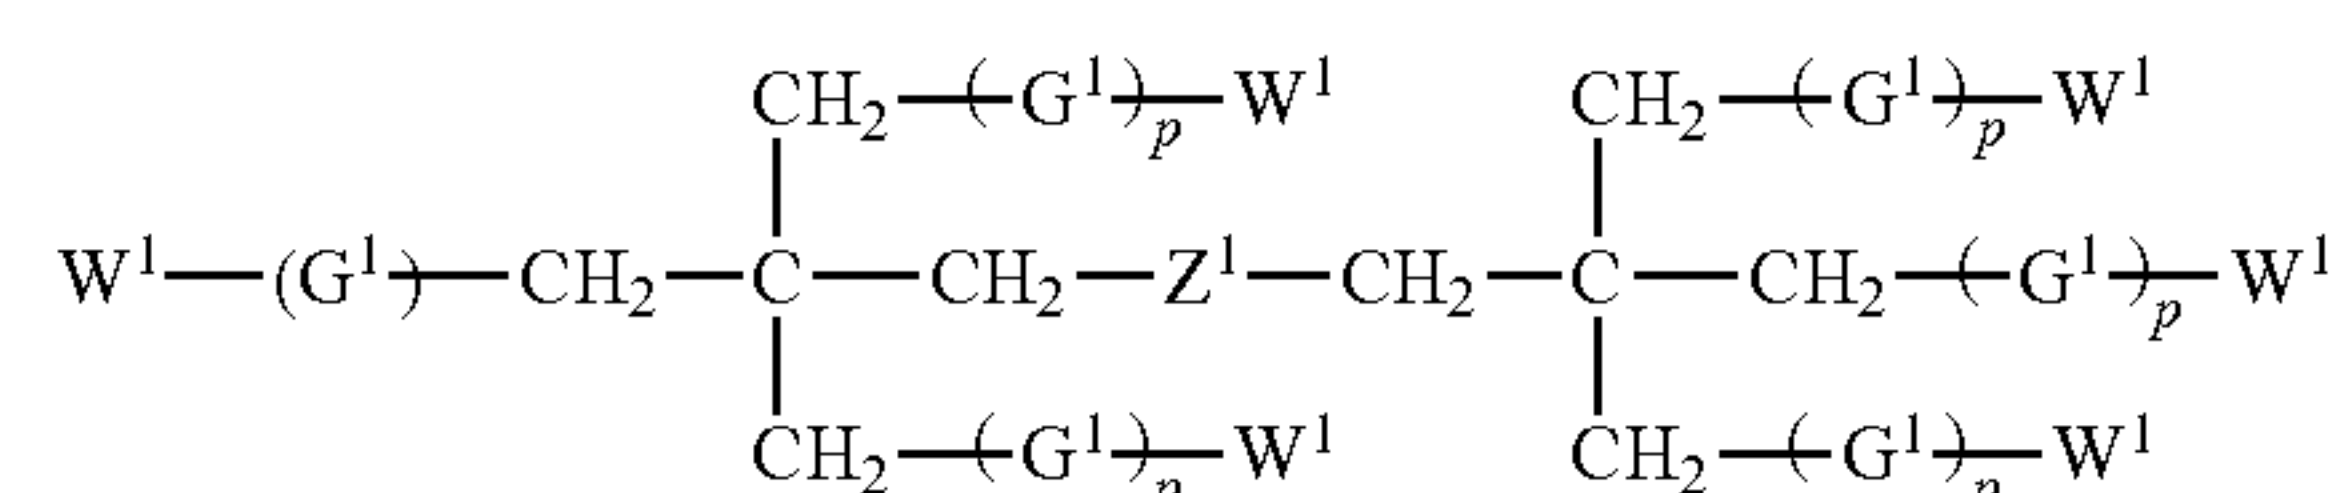 CH₂—(G¹)ₚ—W¹ CH₂—(G¹)ₚ—W¹
W¹—(G¹)—CH₂—C—CH₂—Z¹—CH₂—C—CH₂—(G¹)ₚ—W¹
CH₂—(G¹)ₚ—W¹ CH₂—(G¹)ₚ—W¹